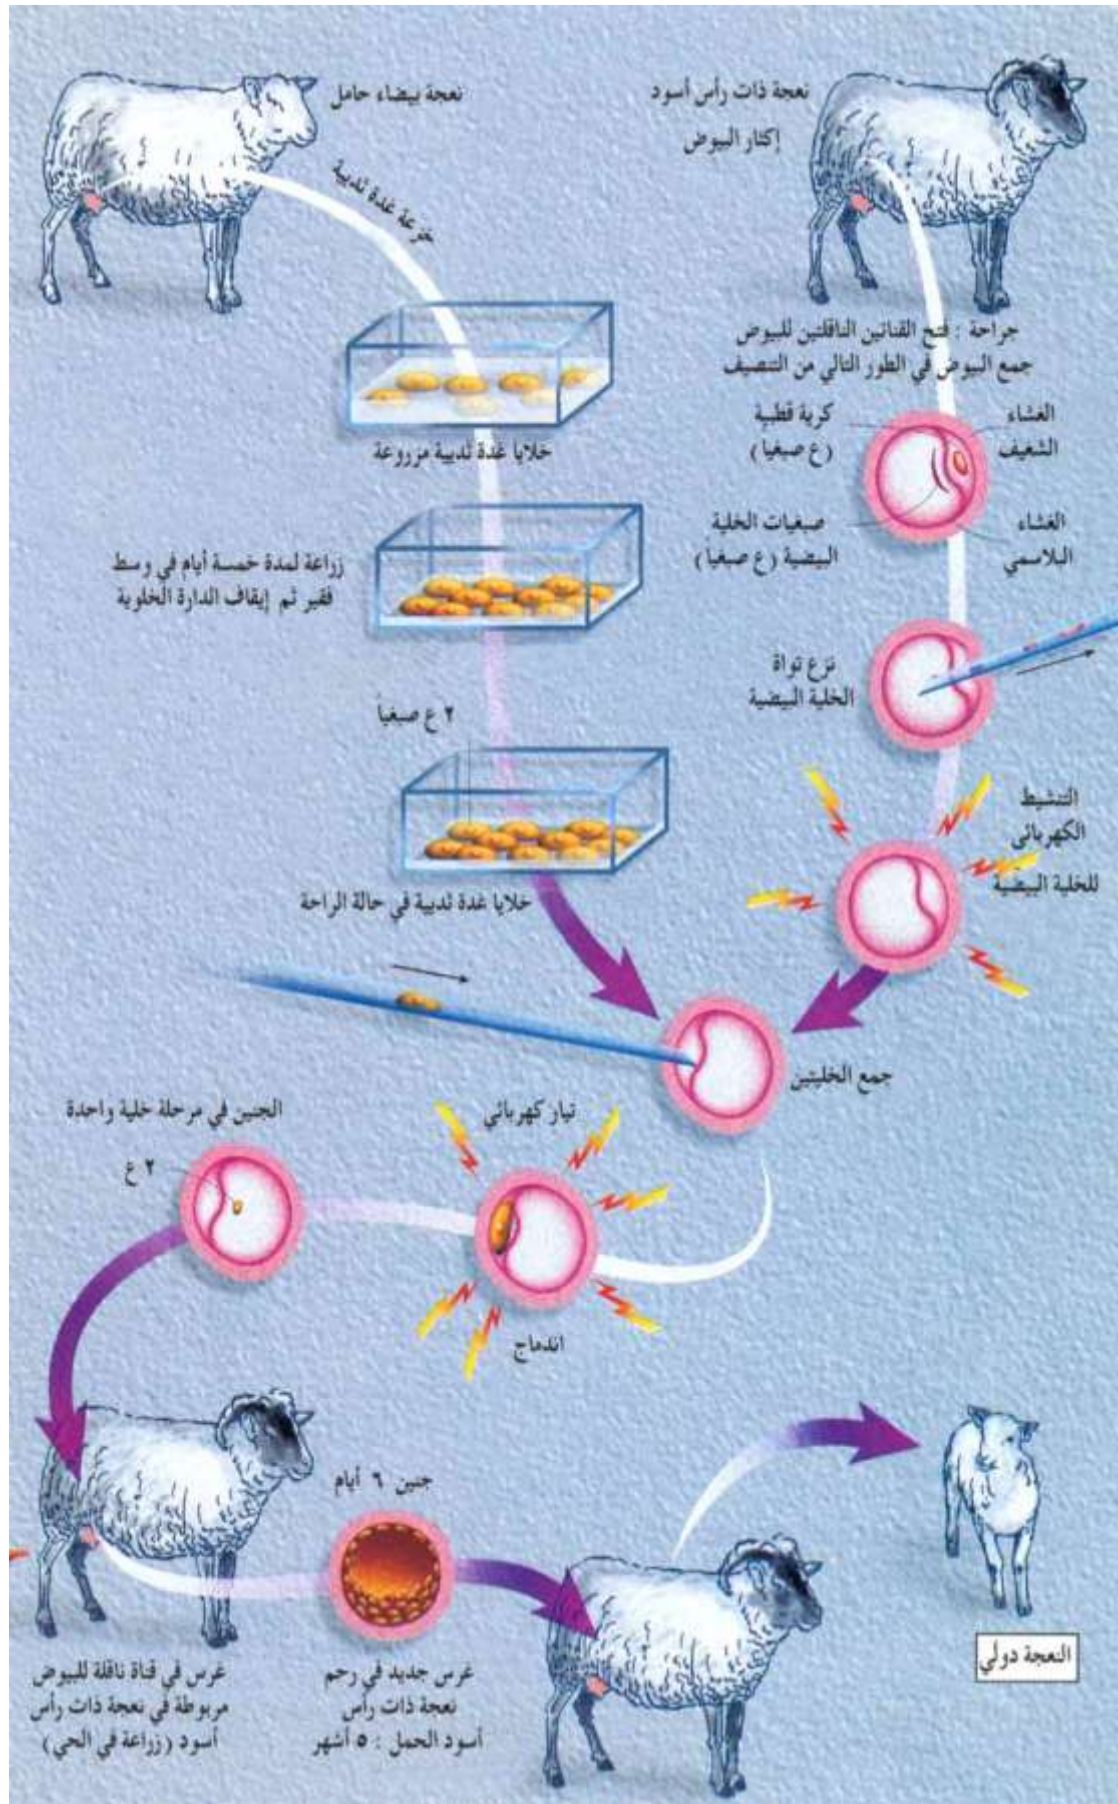 نعجة بيضاء حامل
خزعة غدة ثديية
نعجة ذات رأس أسود
إكثار البيوض
جراحة : فتح القناتين الناقلتين للبيوض
جمع البيوض في الطور التالي من التنصيف
الغشاء
الشفيف
كرية قطبية
(ع صبغيا)
صبغيات الخلية
البيضية (ع صبغيا)
الغشاء
البلاسمي
خلايا غدة ثديية مزروعة
زراعة لمدة خمسة أيام في وسط
فقير ثم إيقاف الدارة الخلوية
نزع نواة
الخلية البيضية
٢ ع صبغيا
التنشيط
الكهربائي
للخلية البيضية
خلايا غدة ثديية في حالة الراحة
جمع الخليتين
تيار كهربائي
اندماج
الجنين في مرحلة خلية واحدة
٢ ع
جنين ٦ أيام
غرس في قناة ناقلة للبيوض
مربوطة في نعجة ذات رأس
أسود (زراعة في الحي)
غرس جديد في رحم
نعجة ذات رأس
أسود الحمل : ٥ أشهر
النعجة دولي